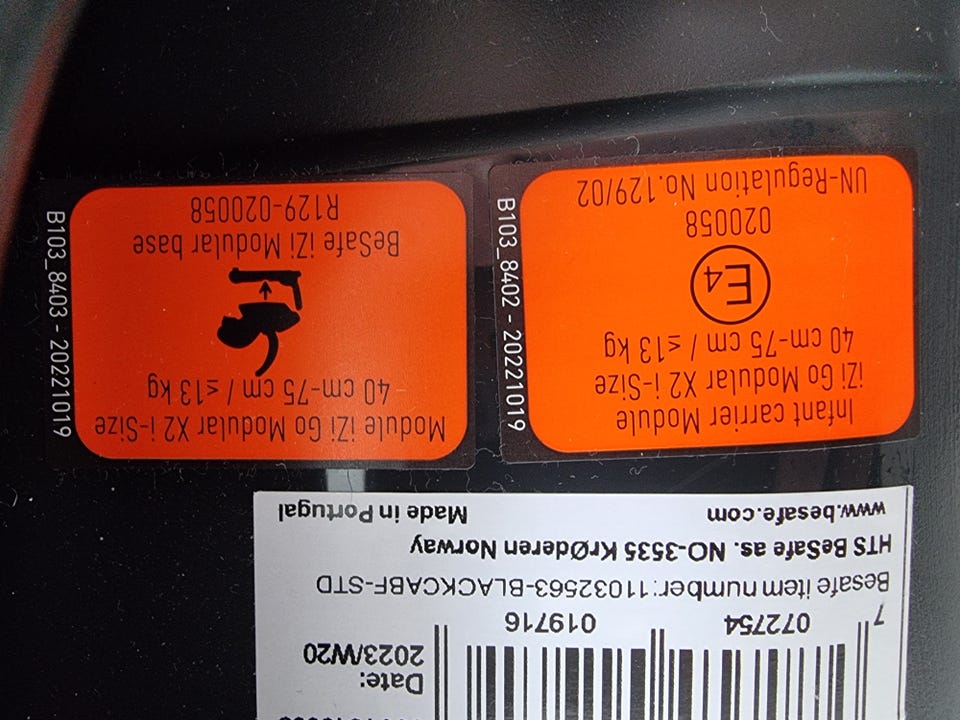 Date:
2023/W20
7 072754 019716
Besafe item number:11032563-BLACKCABF-STD
HTS BeSafe as. NO-3535 KrØderen Norway
www.besafe.com Made in Portugal
Infant carrier Module
iZi Go Modular X2 i-Size
40 cm-75 cm / ≤13 kg
E4
020058
UN-Regulation No.129/02
B103_8402 - 20221019
Module iZi Go Modular X2 i-Size
40 cm-75 cm / ≤13 kg
BeSafe iZi Modular base
R129-020058
B103_8403 - 20221019